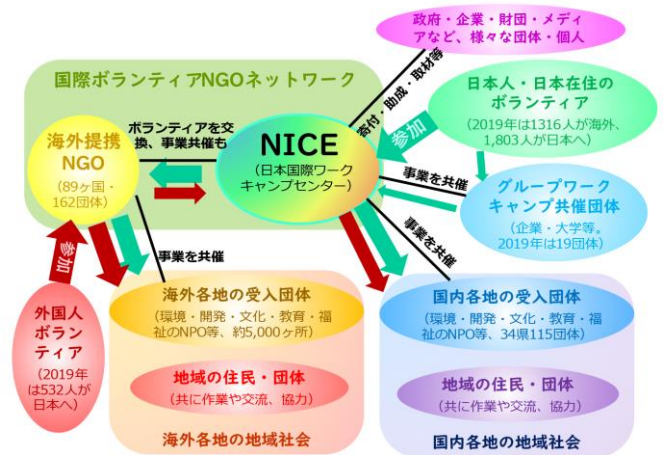 政府・企業・財団・メディ
アなど、様々な団体・個人
国際ボランティアNGOネットワーク
寄付・助成・取材等
海外提携
NGO
(89ヶ国・
162団体)
ボランティアを交
換、事業共催も
NICE
(日本国際ワーク
キャンプセンター)
参加
日本人・日本在住の
ボランティア
(2019年は1316人が海外、
1,803人が日本へ)
事業を共催
グループワーク
キャンプ共催団体
(企業・大学等。
2019年は19団体)
事業を共催
事業を共催
参加
外国人
ボラン
ティア
(2019年
は532人が
日本へ)
海外各地の受入団体
(環境・開発・文化・教育・福
祉のNPO等、約5,000ヶ所)
地域の住民・団体
(共に作業や交流、協力)
海外各地の地域社会
国内各地の受入団体
(環境・開発・文化・教育・福
祉のNPO等、34県115団体)
地域の住民・団体
(共に作業や交流、協力)
国内各地の地域社会